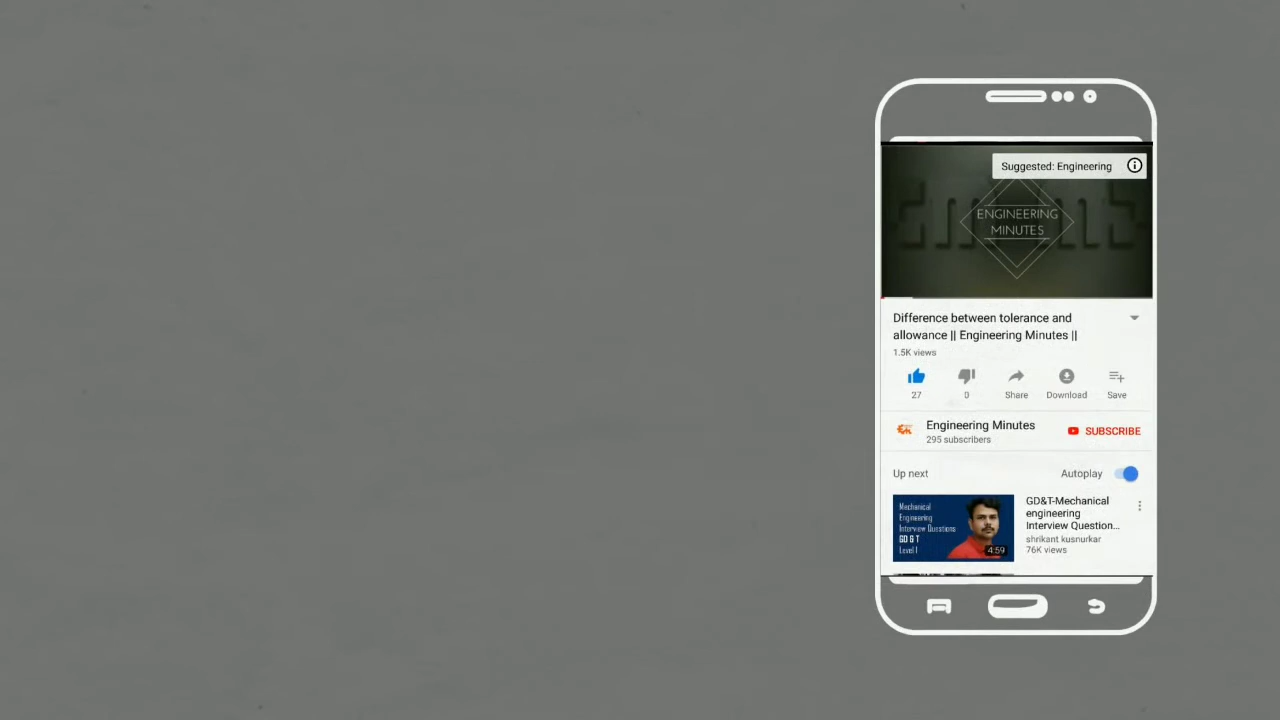 Suggested: Engineering
ENGINEERING
MINUTES
Difference between tolerance and
allowance || Engineering Minutes ||
1.5K views
27
0
Share
Download
Save
Engineering Minutes
295 subscribers
SUBSCRIBE
Up next
Autoplay
Mechanical
Engineering
Interview Questions
GD & T
Level 1
4:59
GD&T-Mechanical
engineering
Interview Question...
shrikant kusnurkar
76K views